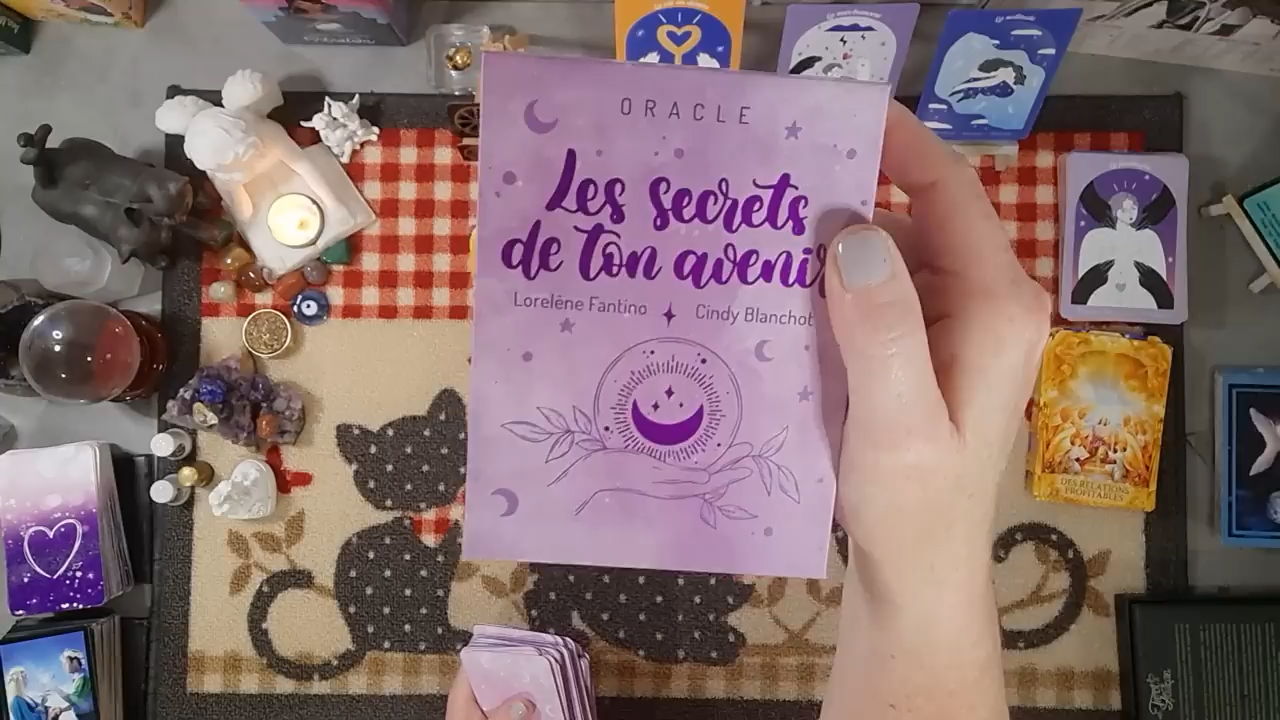 ORACLE
Les secrets
de ton avenir
Lorelène Fantino Cindy Blanchot
DES RELATIONS
PROFITABLES